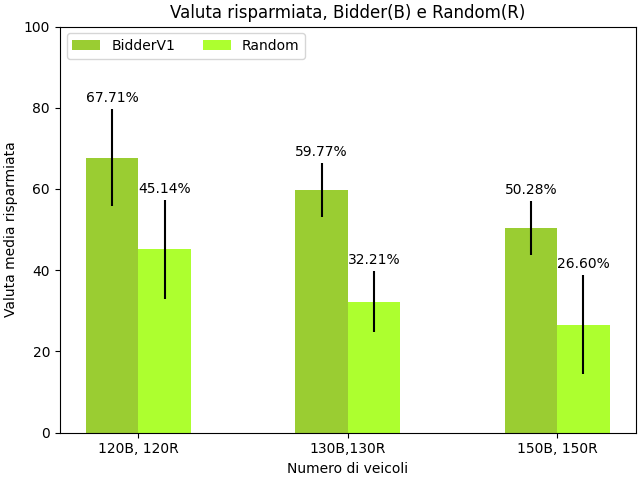 Valuta risparmiata, Bidder(B) e Random(R)
BidderV1 Random
100
80
60
40
20
0
Valuta media risparmiata
67.71%
45.14%
59.77%
32.21%
50.28%
26.60%
120B, 120R 130B,130R 150B, 150R
Numero di veicoli